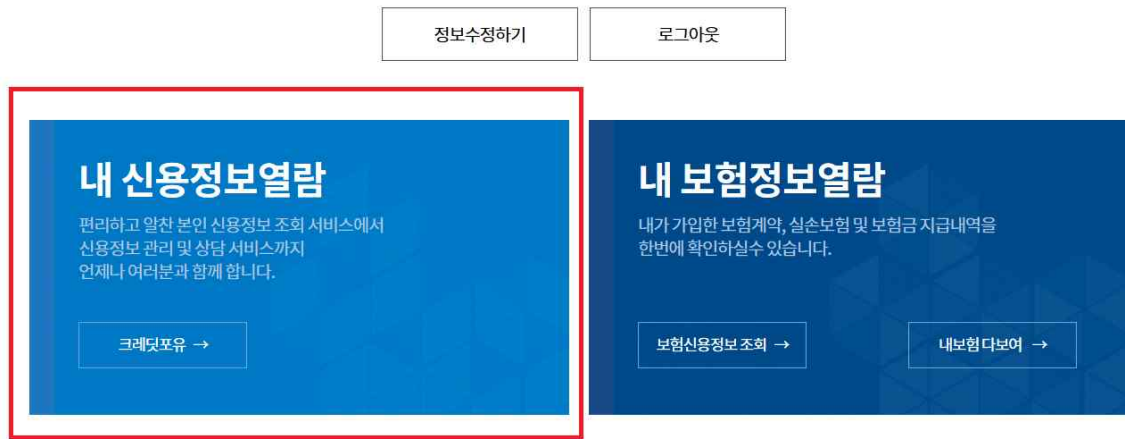 정보수정하기
로그아웃
내 신용정보열람
편리하고 알찬 본인 신용정보 조회 서비스에서
신용정보 관리 및 상담 서비스까지
언제나 여러분과 함께 합니다.
크레딧포유 →
내 보험정보열람
내가 가입한 보험계약, 실손보험 및 보험금 지급내역을
한번에 확인하실수 있습니다.
보험신용정보 조회 →
내보험 다보여 →